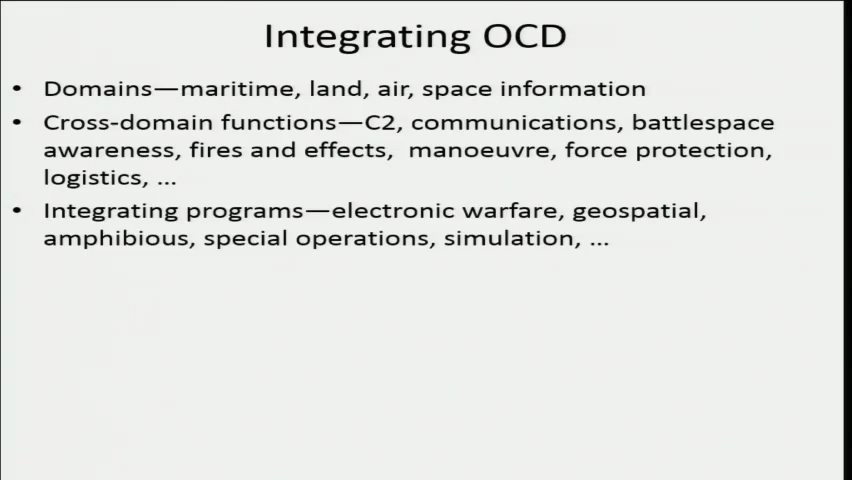 Integrating OCD
• Domains—maritime, land, air, space information
• Cross-domain functions—C2, communications, battlespace
awareness, fires and effects,  manoeuvre, force protection,
logistics, ...
• Integrating programs—electronic warfare, geospatial,
amphibious, special operations, simulation, ...